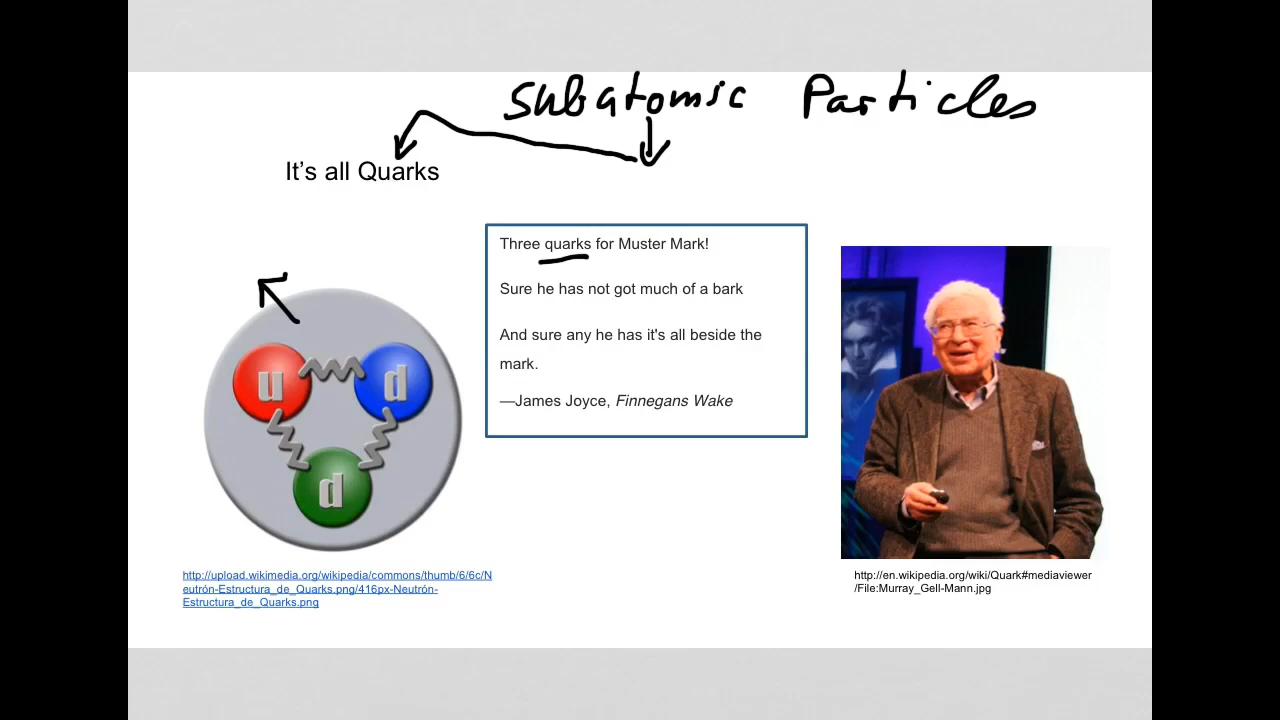 Subatomic Particles
It's all Quarks
Three quarks for Muster Mark!
Sure he has not got much of a bark
And sure any he has it's all beside the
mark.
—James Joyce, Finnegans Wake
u d
d
http://upload.wikimedia.org/wikipedia/commons/thumb/6/6c/N
eutrón-Estructura_de_Quarks.png/416px-Neutrón-
Estructura_de_Quarks.png
http://en.wikipedia.org/wiki/Quark#mediaviewer
/File:Murray_Gell-Mann.jpg